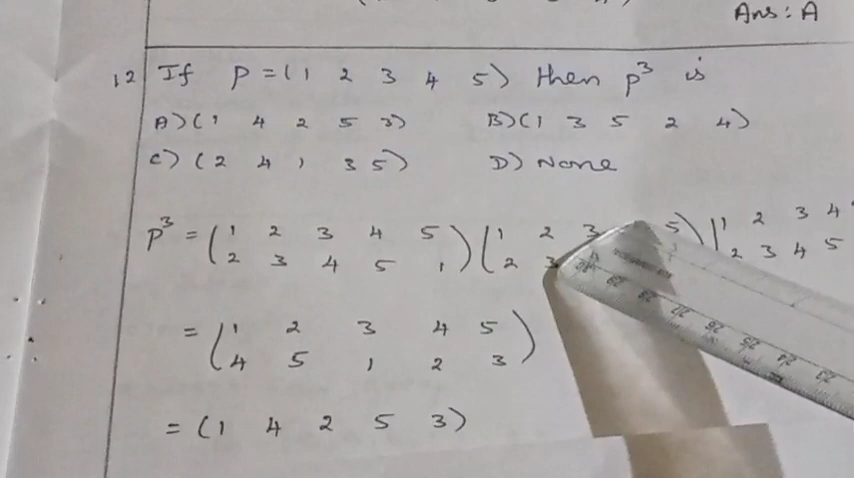 Ans: A
12) If P = (1 2 3 4 5) then p³ is
A) (1 4 2 5 3) B) (1 3 5 2 4)
C) (2 4 1 3 5) D) None
p³ = (1 2 3 4 5) (1 2 3 5) (1 2 3 4
2 3 4 5 1 2 3 2 3 4 5
= (1 2 3 4 5)
4 5 1 2 3
= (1 4 2 5 3)